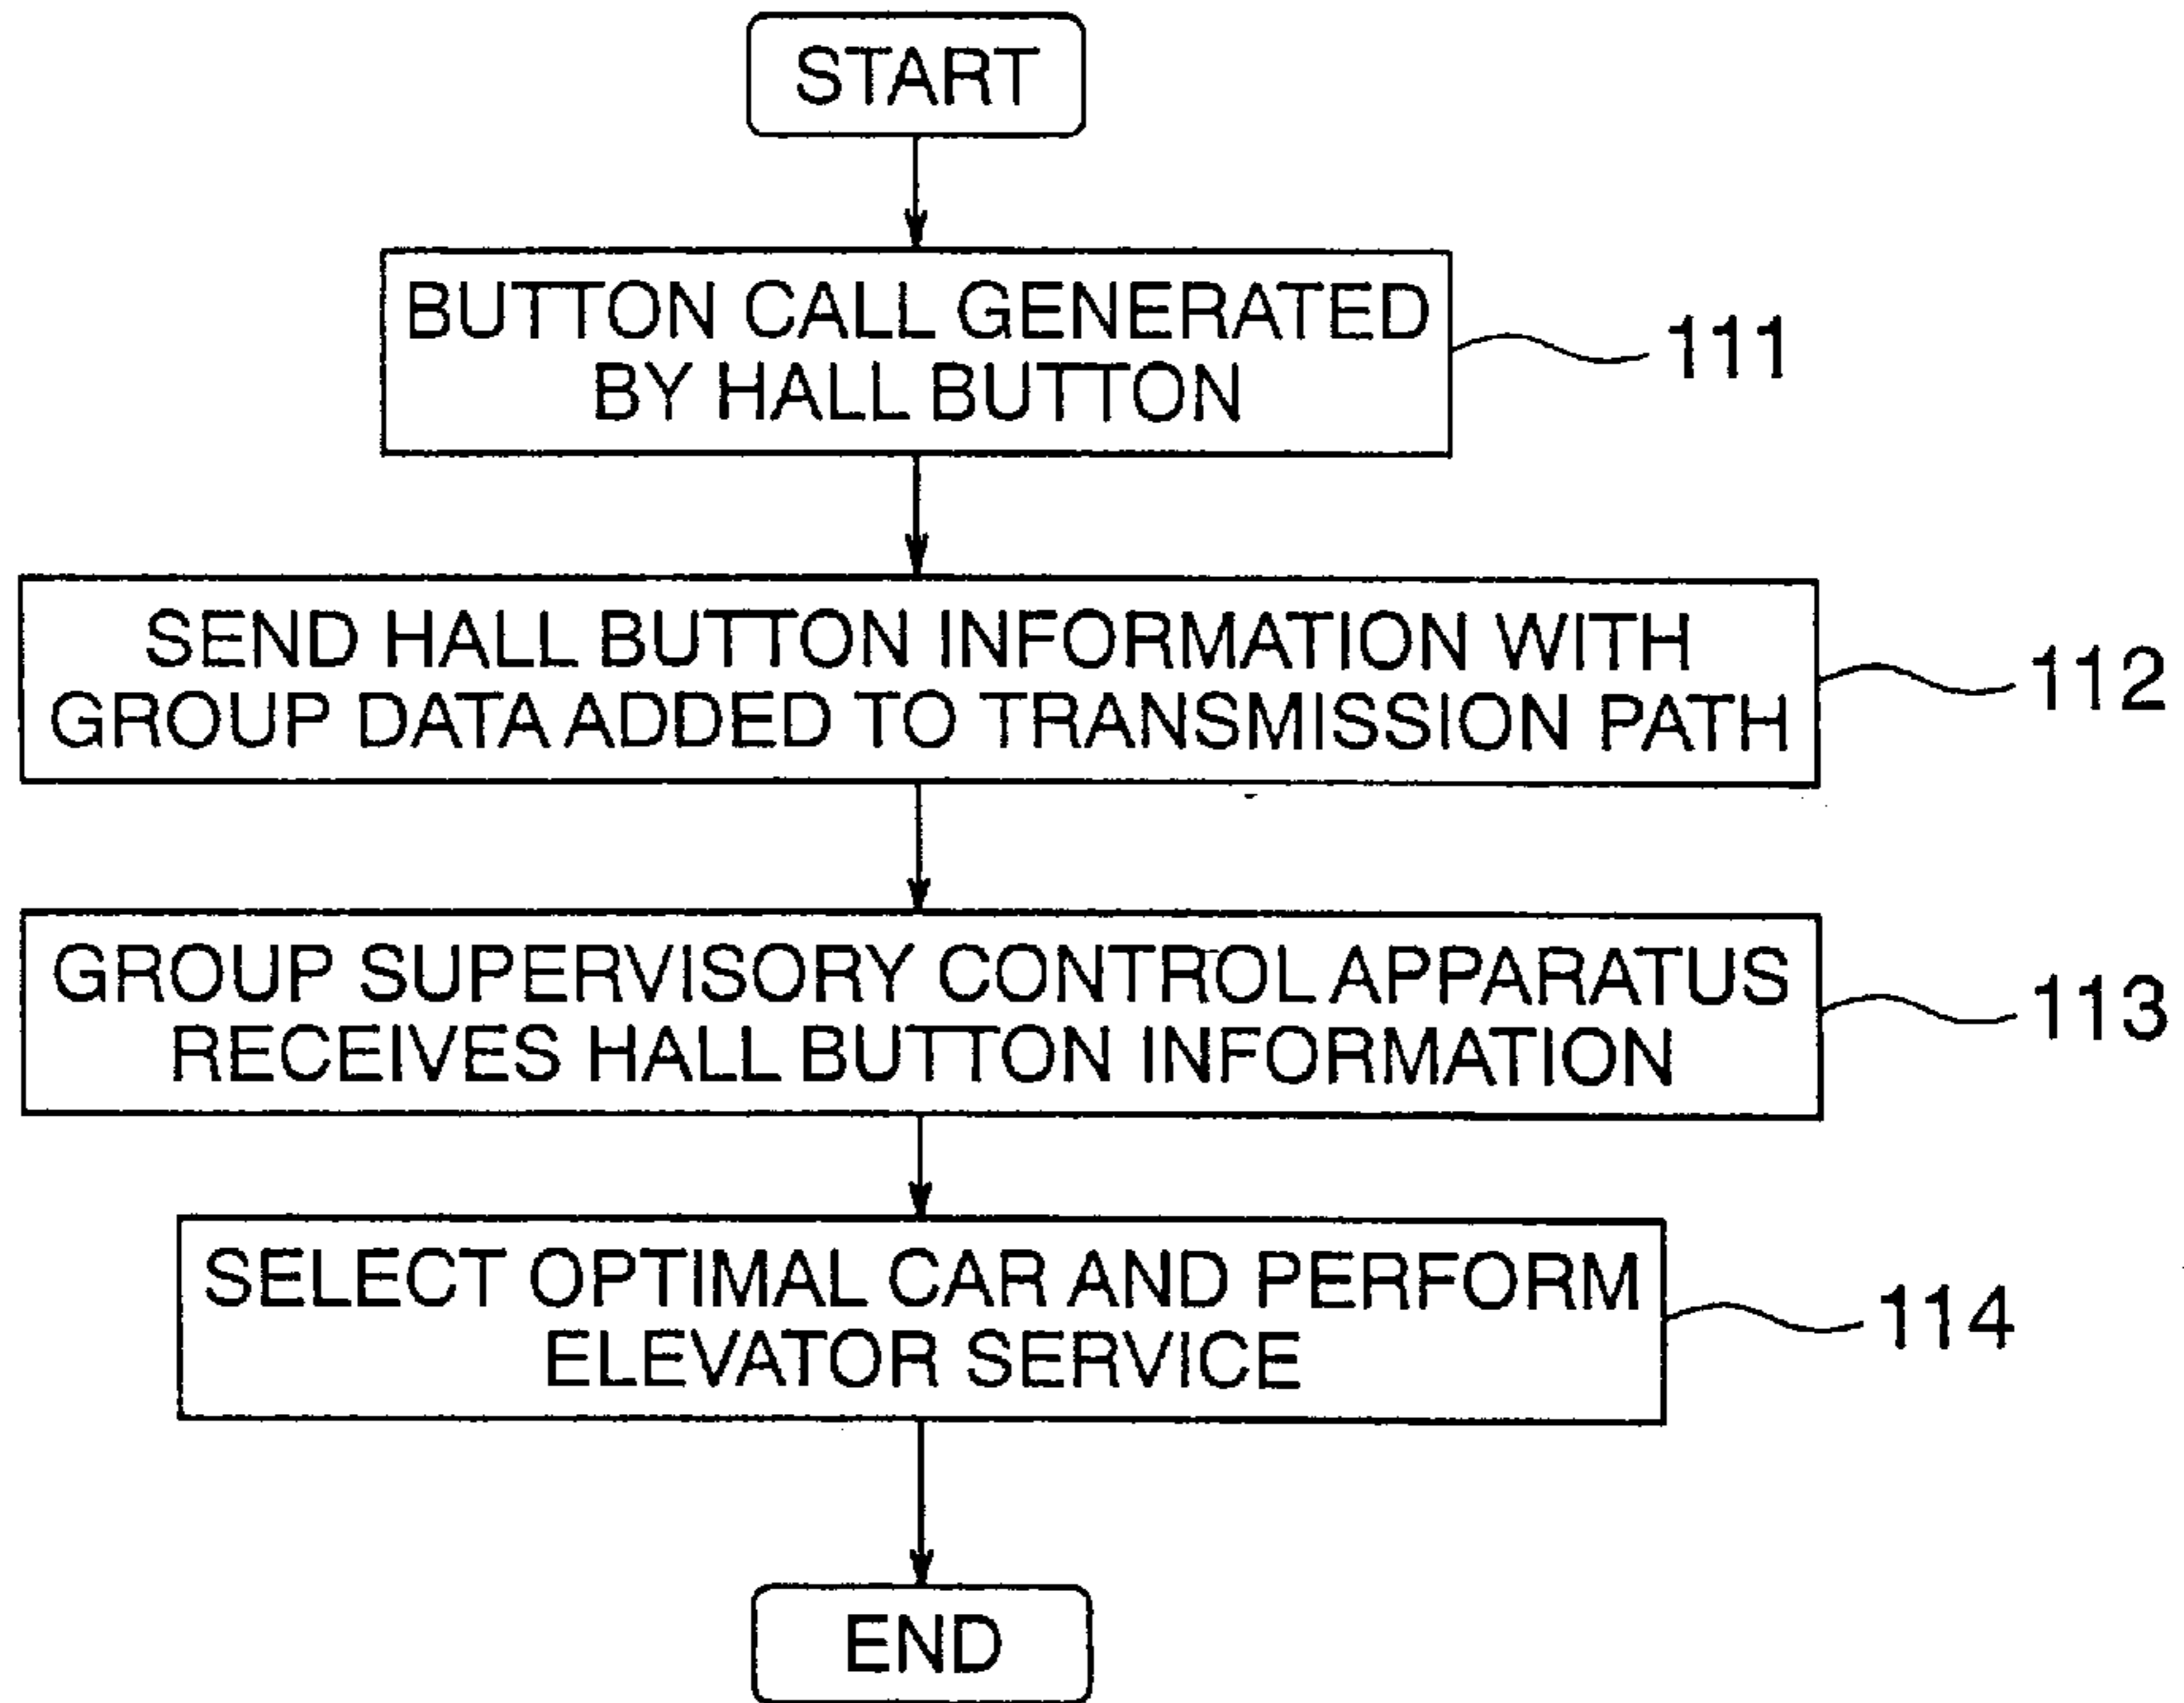 START
BUTTON CALL GENERATED
BY HALL BUTTON
111
SEND HALL BUTTON INFORMATION WITH
GROUP DATA ADDED TO TRANSMISSION PATH
112
GROUP SUPERVISORY CONTROL APPARATUS
RECEIVES HALL BUTTON INFORMATION
113
SELECT OPTIMAL CAR AND PERFORM
ELEVATOR SERVICE
114
END